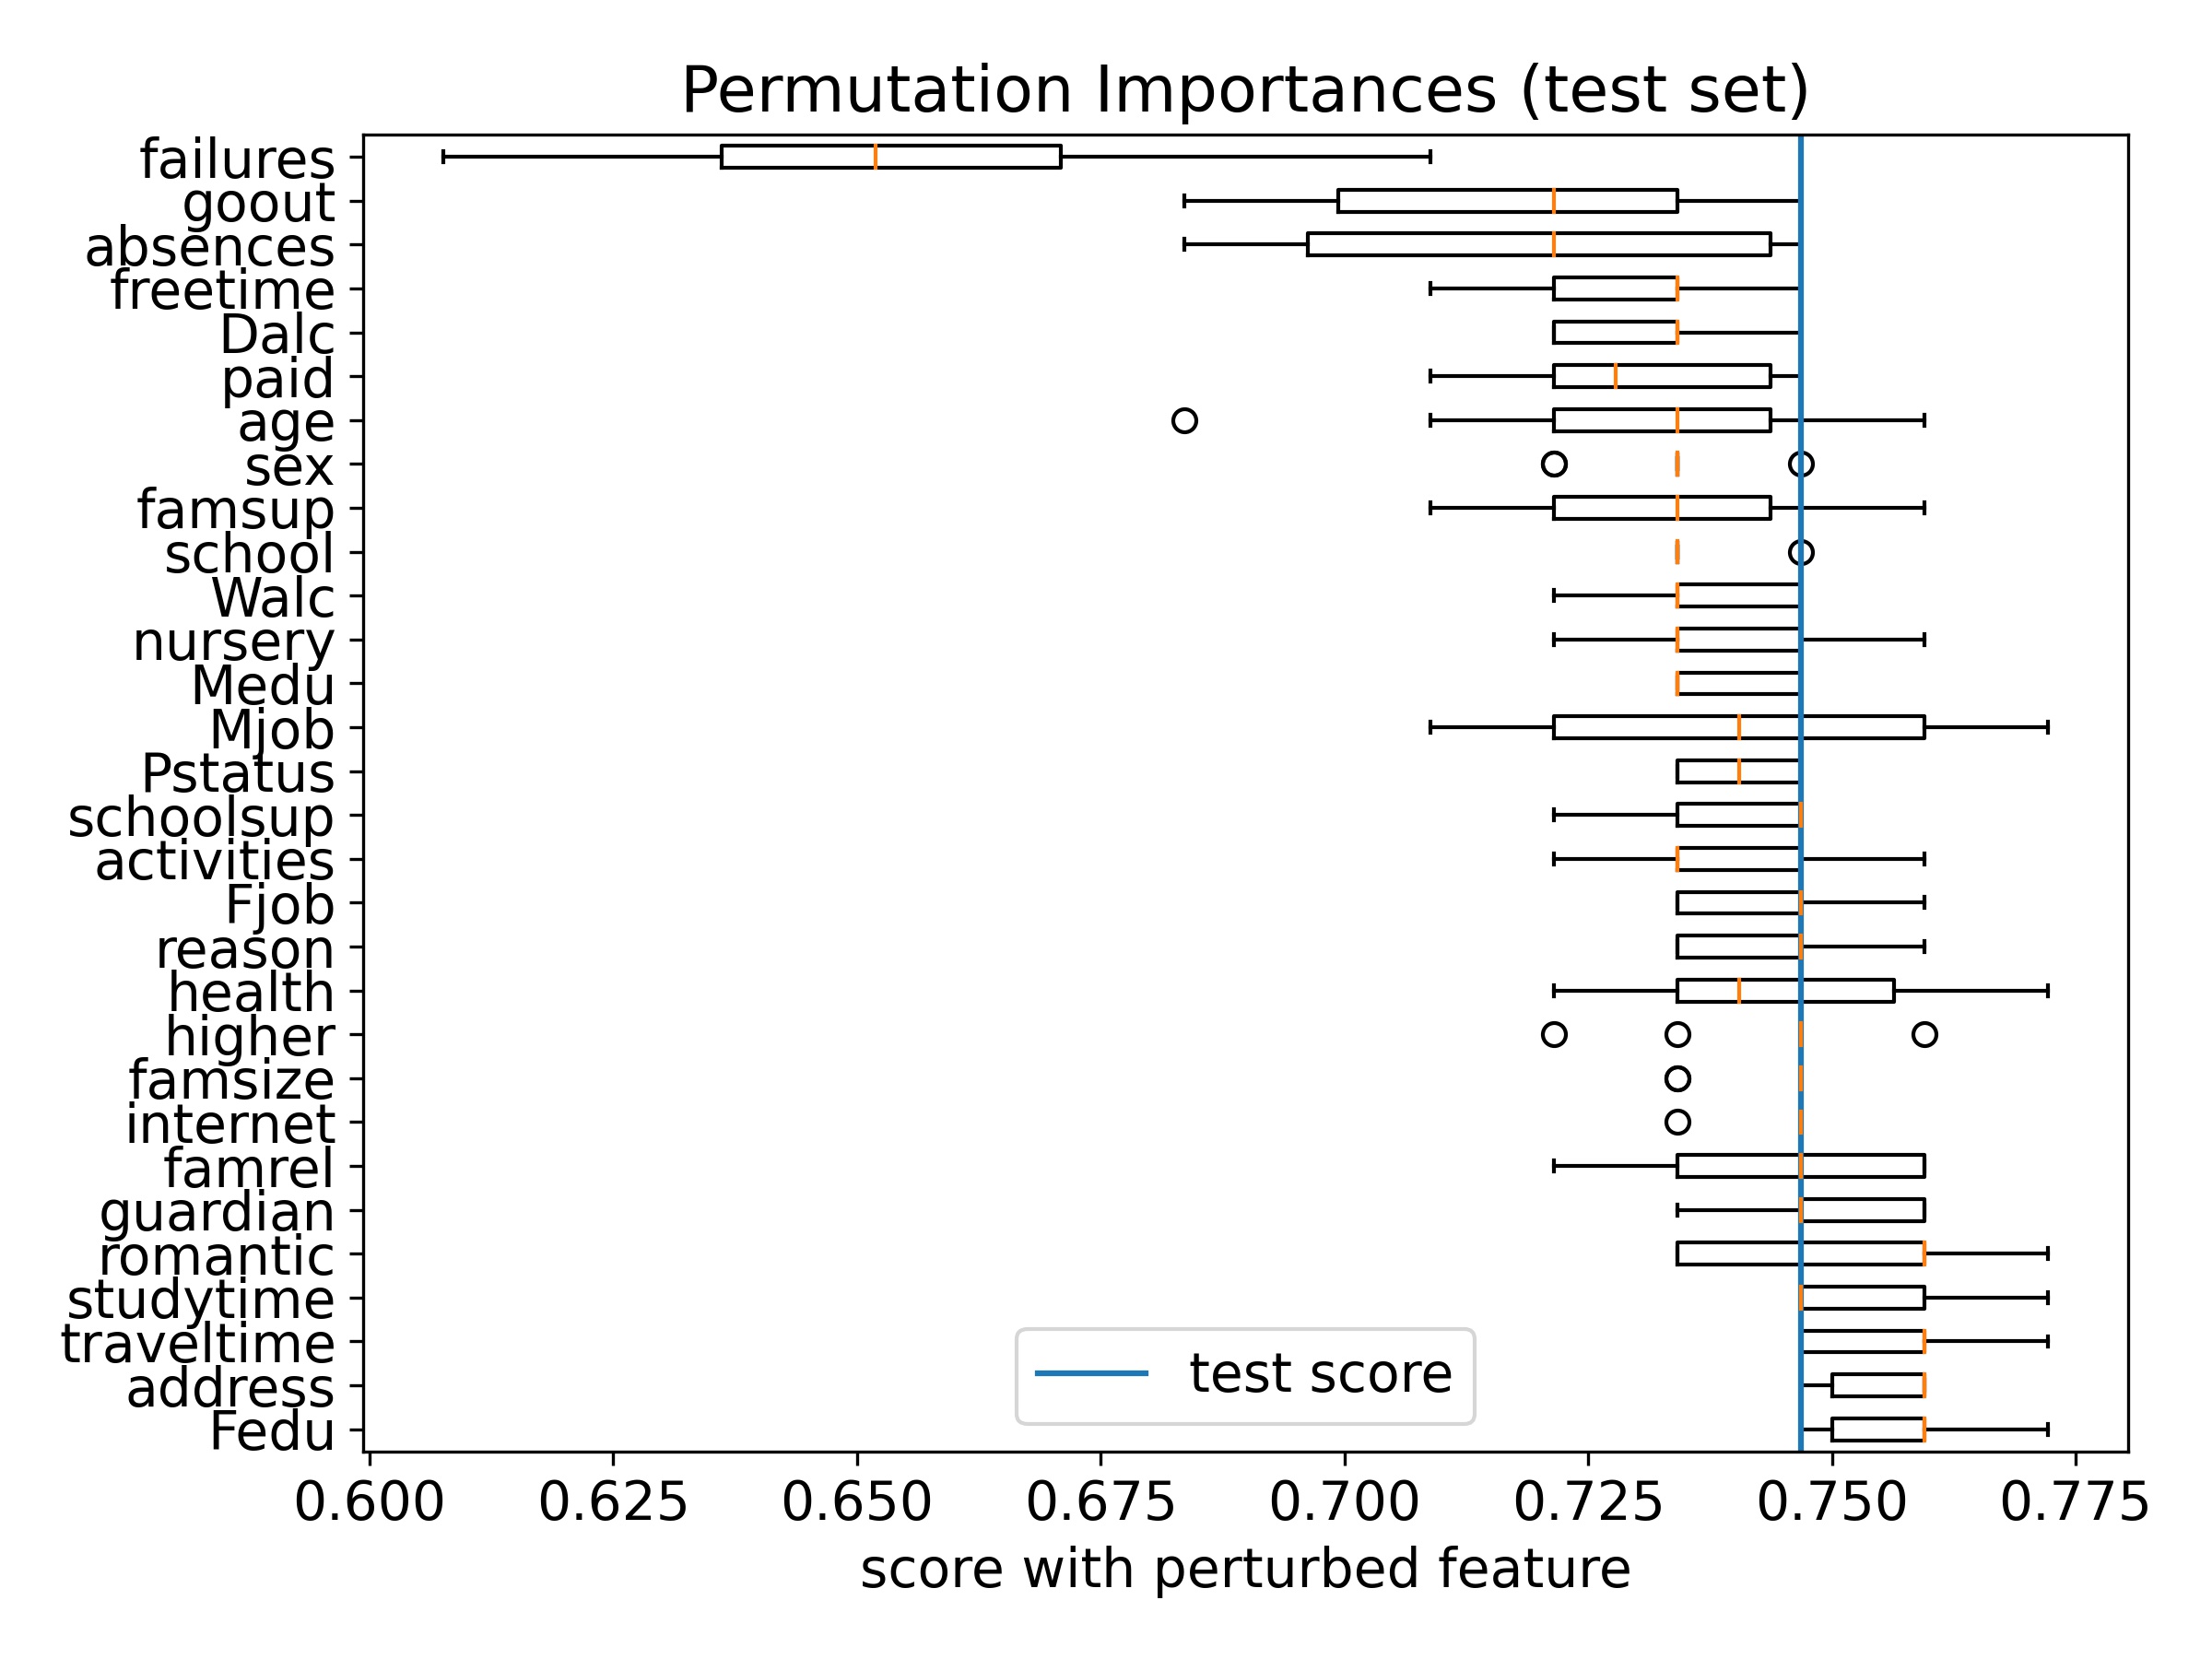 Permutation Importances (test set)
failures
goout
absences
freetime
Dalc
paid
age
sex
famsup
school
Walc
nursery
Medu
Mjob
Pstatus
schoolsup
activities
Fjob
reason
health
higher
famsize
internet
famrel
guardian
romantic
studytime
traveltime
address
Fedu
test score
0.600 0.625 0.650 0.675 0.700 0.725 0.750 0.775
score with perturbed feature